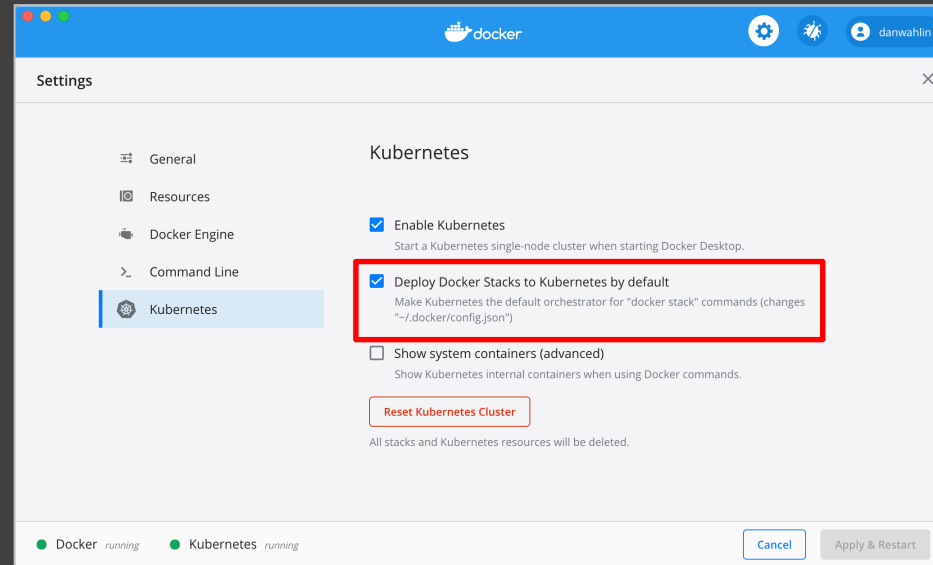 docker
danwahlin
Settings
General
Resources
Docker Engine
Command Line
Kubernetes
Kubernetes
Enable Kubernetes
Start a Kubernetes single-node cluster when starting Docker Desktop.
Deploy Docker Stacks to Kubernetes by default
Make Kubernetes the default orchestrator for "docker stack" commands (changes
"~/.docker/config.json")
Show system containers (advanced)
Show Kubernetes internal containers when using Docker commands.
Reset Kubernetes Cluster
All stacks and Kubernetes resources will be deleted.
Docker running Kubernetes running
Cancel Apply & Restart